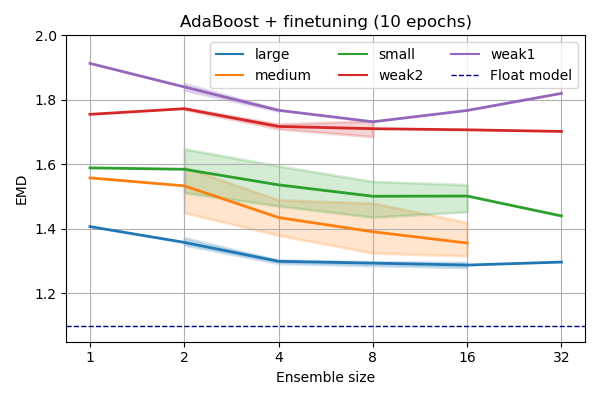 AdaBoost + finetuning (10 epochs)
large
medium
small
weak2
weak1
Float model
EMD
2.0
1.8
1.6
1.4
1.2
1 2 4 8 16 32
Ensemble size